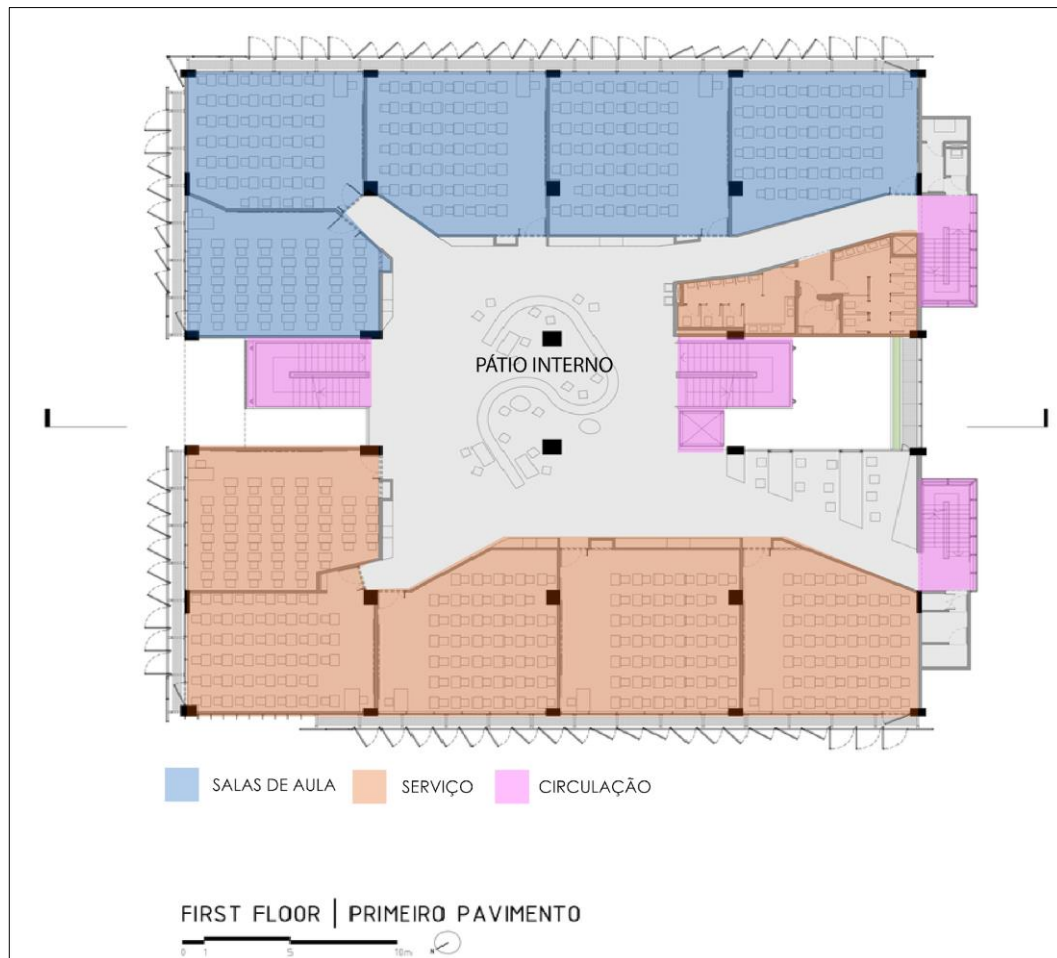 PÁTIO INTERNO
SALAS DE AULA SERVIÇO CIRCULAÇÃO
FIRST FLOOR | PRIMEIRO PAVIMENTO
0 1 5 10m
N